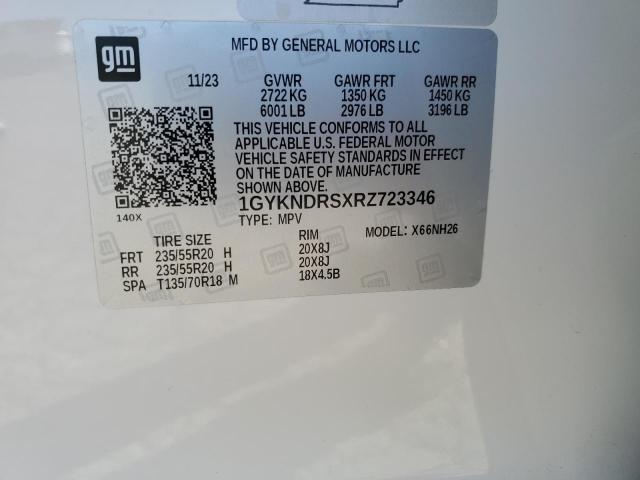 gm
MFD BY GENERAL MOTORS LLC
11/23 GVWR GAWR FRT GAWR RR
2722 KG 1350 KG 1450 KG
6001 LB 2976 LB 3196 LB
THIS VEHICLE CONFORMS TO ALL
APPLICABLE U.S. FEDERAL MOTOR
VEHICLE SAFETY STANDARDS IN EFFECT
ON THE DATE OF MANUFACTURE
SHOWN ABOVE.
1GYKNDRSXRZ723346
140X TYPE: MPV MODEL: X66NH26
TIRE SIZE RIM
FRT 235/55R20 H 20X8J
RR 235/55R20 H 20X8J
SPA T135/70R18 M 18X4.5B